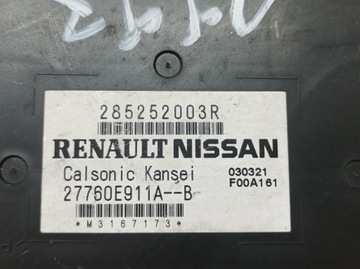 285252003R
RENAULT NISSAN
Calsonic Kansei 030321
27760E911A--B F00A161
*M3167173*